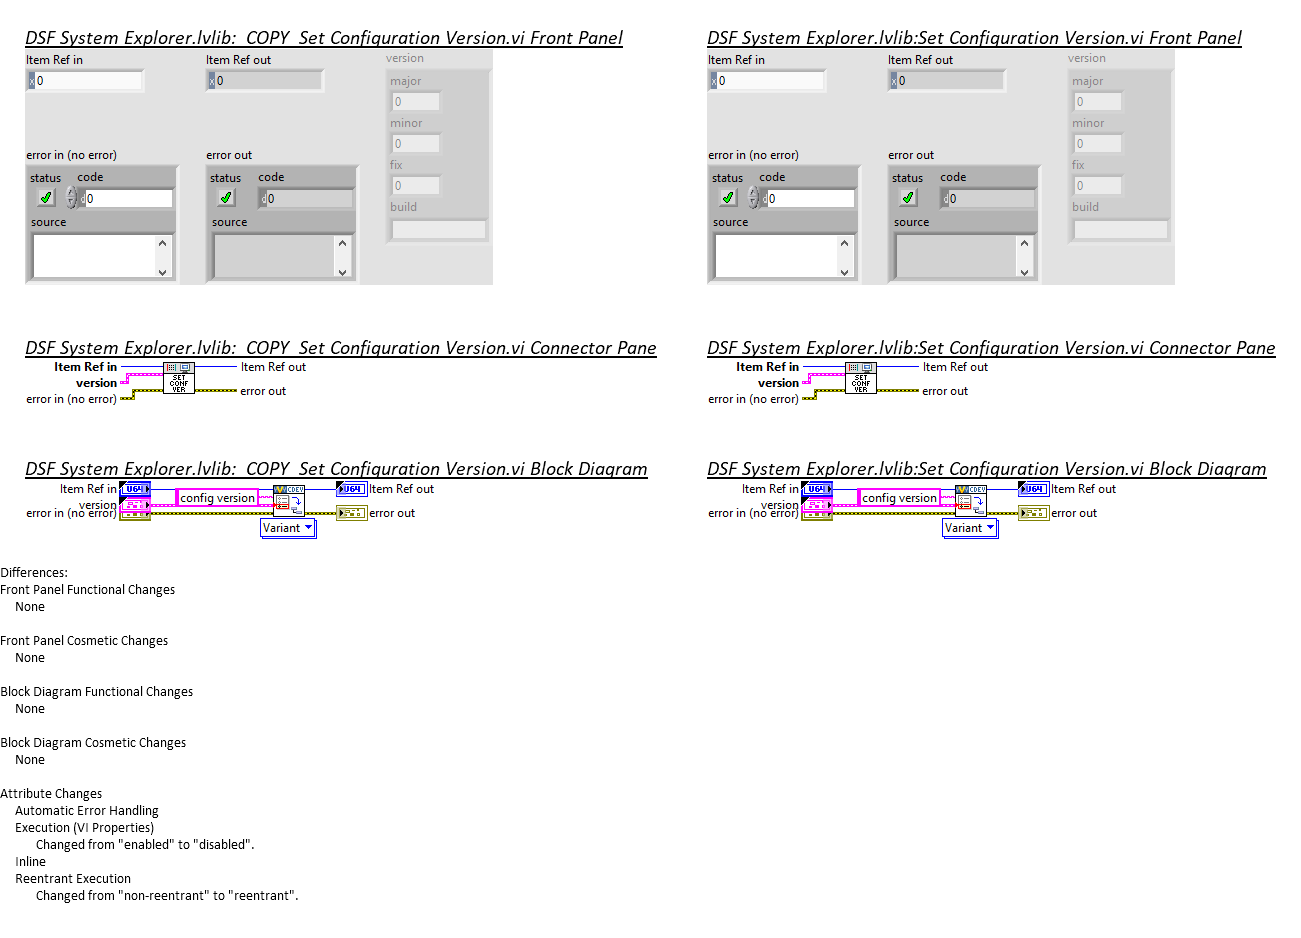 DSF System Explorer.lvlib:  COPY  Set Configuration Version.vi Front Panel
Item Ref in
Item Ref out
version
x 0
x 0
major
0
minor
0
error in (no error)
error out
fix
status
code
status
code
0
d 0
d 0
build
source
source
DSF System Explorer.lvlib:Set Configuration Version.vi Front Panel
Item Ref in
Item Ref out
version
x 0
x 0
major
0
minor
0
error in (no error)
error out
fix
status
code
status
code
0
d 0
d 0
build
source
source
DSF System Explorer.lvlib:  COPY  Set Configuration Version.vi Connector Pane
Item Ref in
Item Ref out
version
SET
CONF
VER
error in (no error)
error out
DSF System Explorer.lvlib:Set Configuration Version.vi Connector Pane
Item Ref in
Item Ref out
version
SET
CONF
VER
error in (no error)
error out
DSF System Explorer.lvlib:  COPY  Set Configuration Version.vi Block Diagram
Item Ref in
U64
config version
CDEV
U64
Item Ref out
version
error in (no error)
error out
Variant
DSF System Explorer.lvlib:Set Configuration Version.vi Block Diagram
Item Ref in
U64
config version
CDEV
U64
Item Ref out
version
error in (no error)
error out
Variant
Differences:
Front Panel Functional Changes
None
Front Panel Cosmetic Changes
None
Block Diagram Functional Changes
None
Block Diagram Cosmetic Changes
None
Attribute Changes
Automatic Error Handling
Execution (VI Properties)
Changed from "enabled" to "disabled".
Inline
Reentrant Execution
Changed from "non-reentrant" to "reentrant".